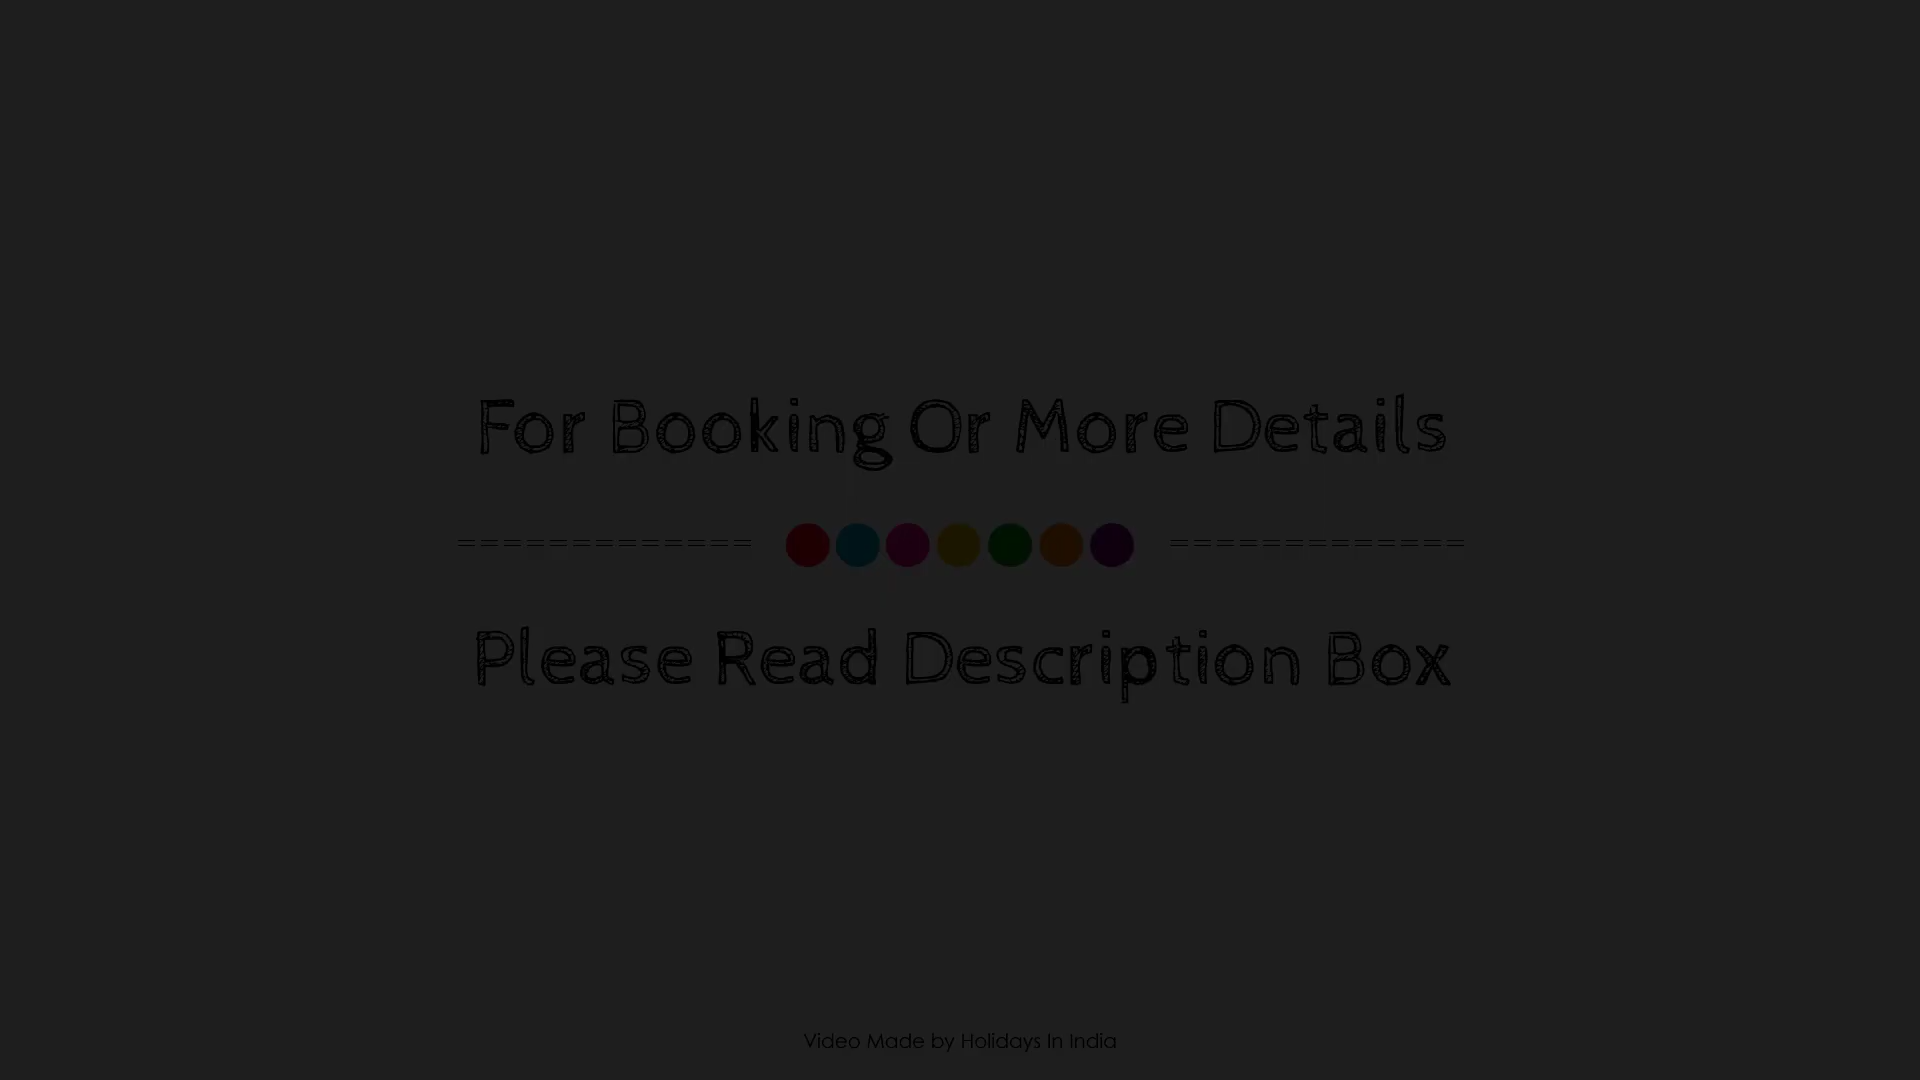 For Booking Or More Details
============= =============
Please Read Description Box
Video Made by Holidays In India